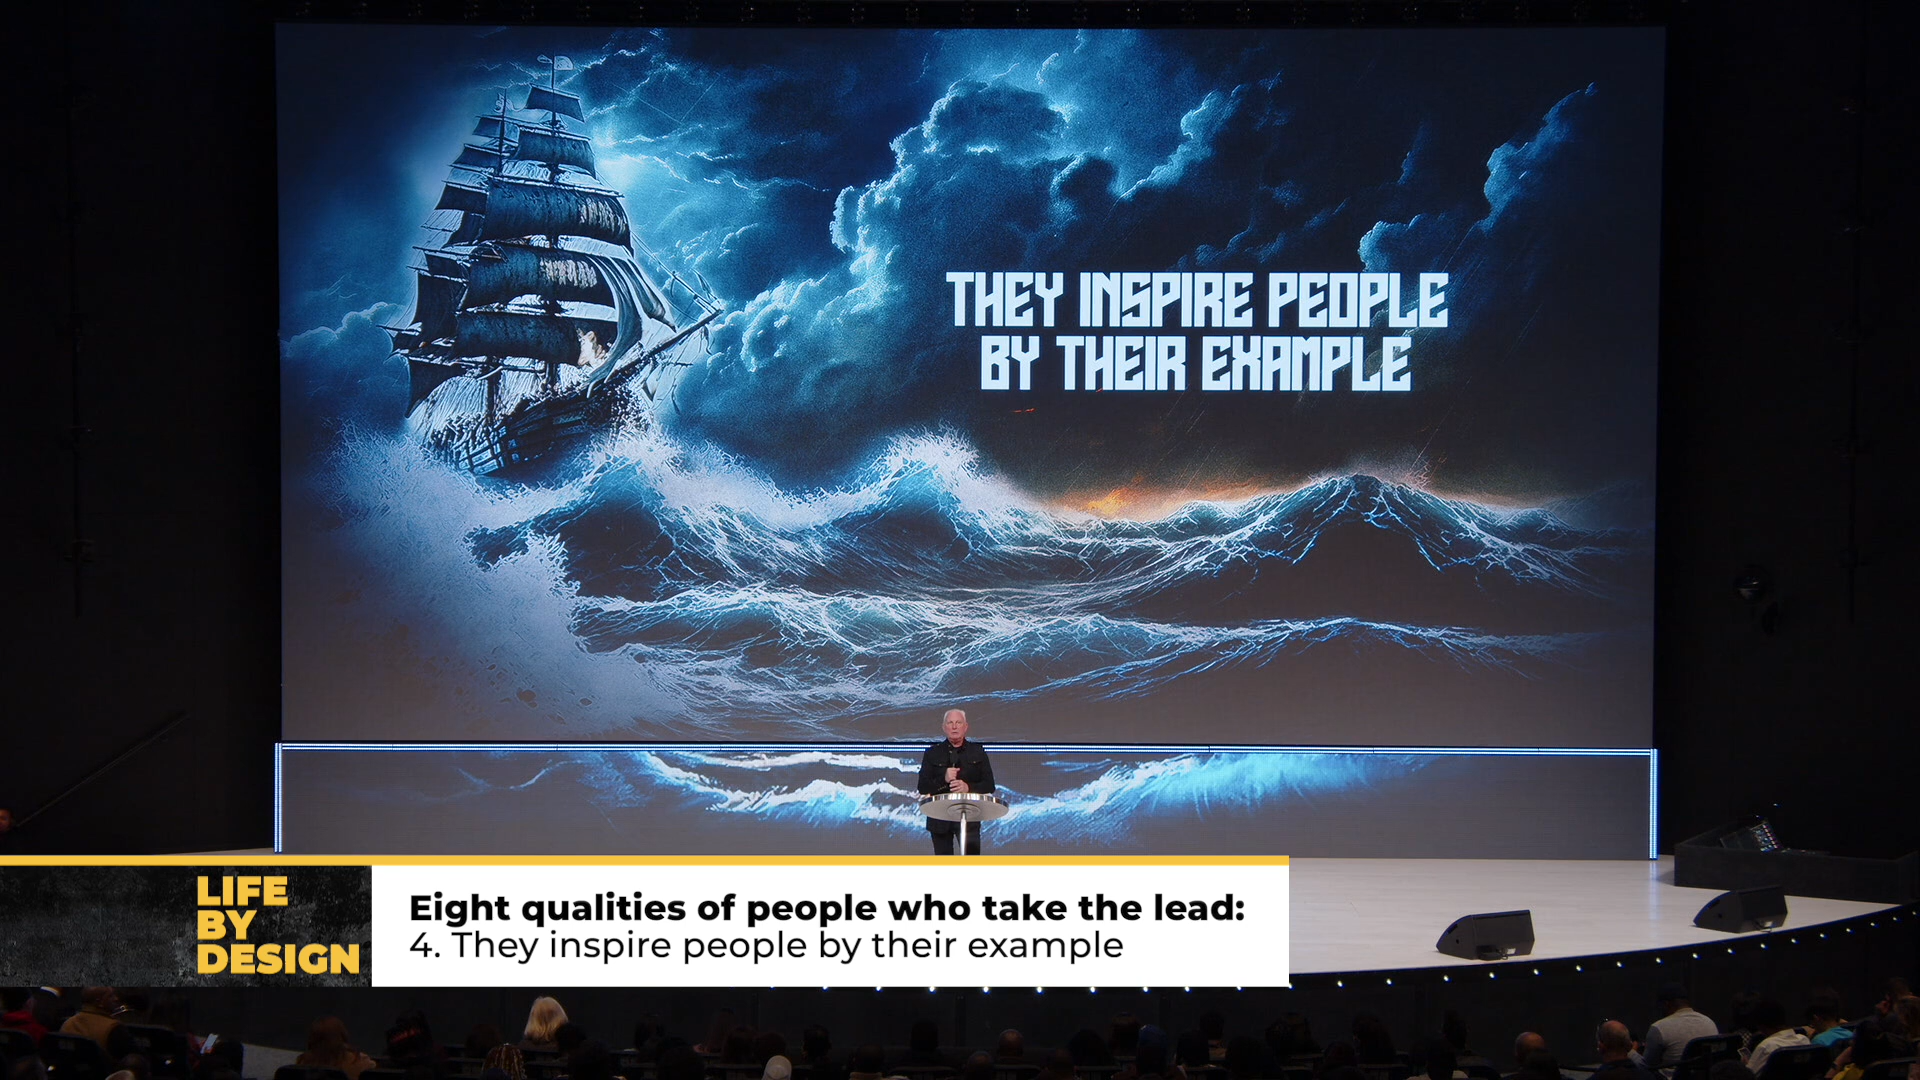 THEY INSPIRE PEOPLE
BY THEIR EXAMPLE
LIFE
BY
DESIGN
Eight qualities of people who take the lead:
4. They inspire people by their example